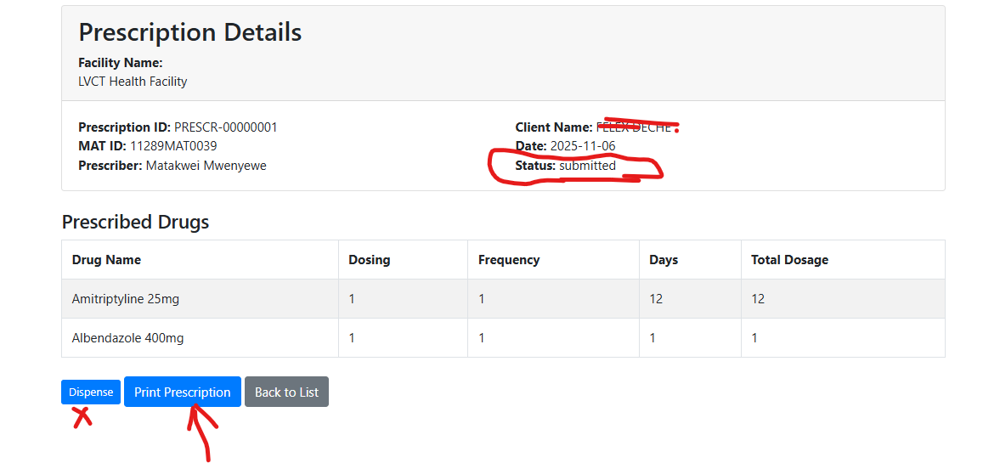 Prescription Details
Facility Name:
LVCT Health Facility
Prescription ID: PRESCR-00000001
Client Name: FELEX DECHE
MAT ID: 11289MAT0039
Date: 2025-11-06
Prescriber: Matakwei Mwenyewe
Status: submitted
Prescribed Drugs
Drug Name Dosing Frequency Days Total Dosage
Amitriptyline 25mg 1 1 12 12
Albendazole 400mg 1 1 1 1
Dispense Print Prescription Back to List